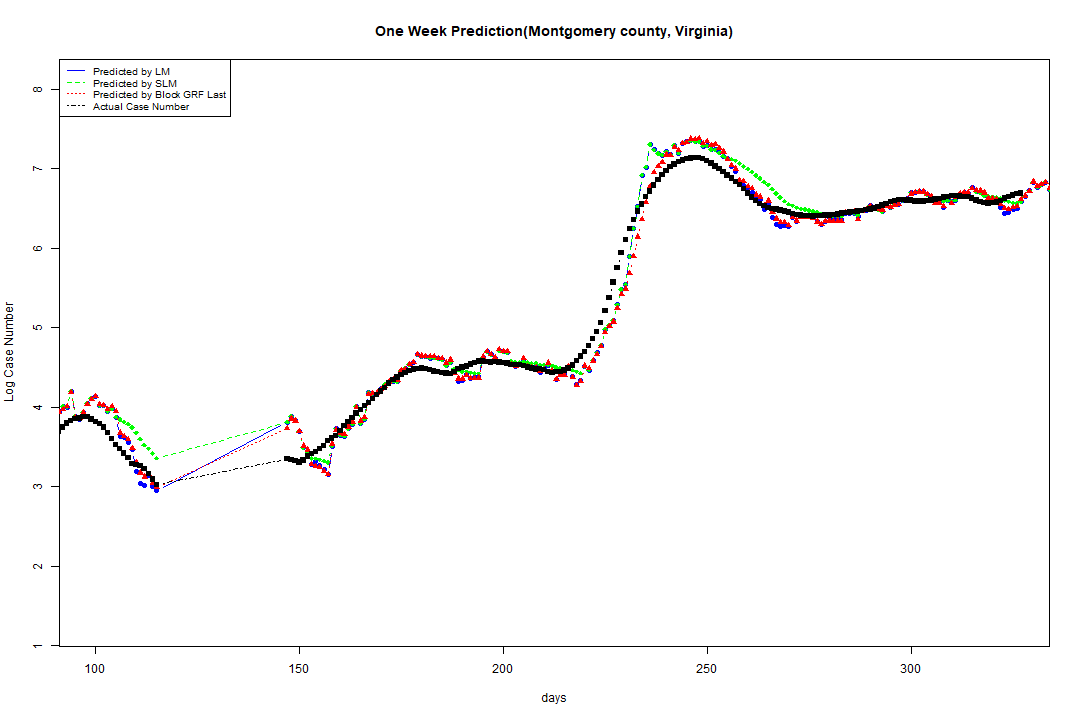 One Week Prediction(Montgomery county, Virginia)
Predicted by LM
Predicted by SLM
Predicted by Block GRF Last
Actual Case Number
Log Case Number
8
7
6
5
4
3
2
1
100 150 200 250 300
days